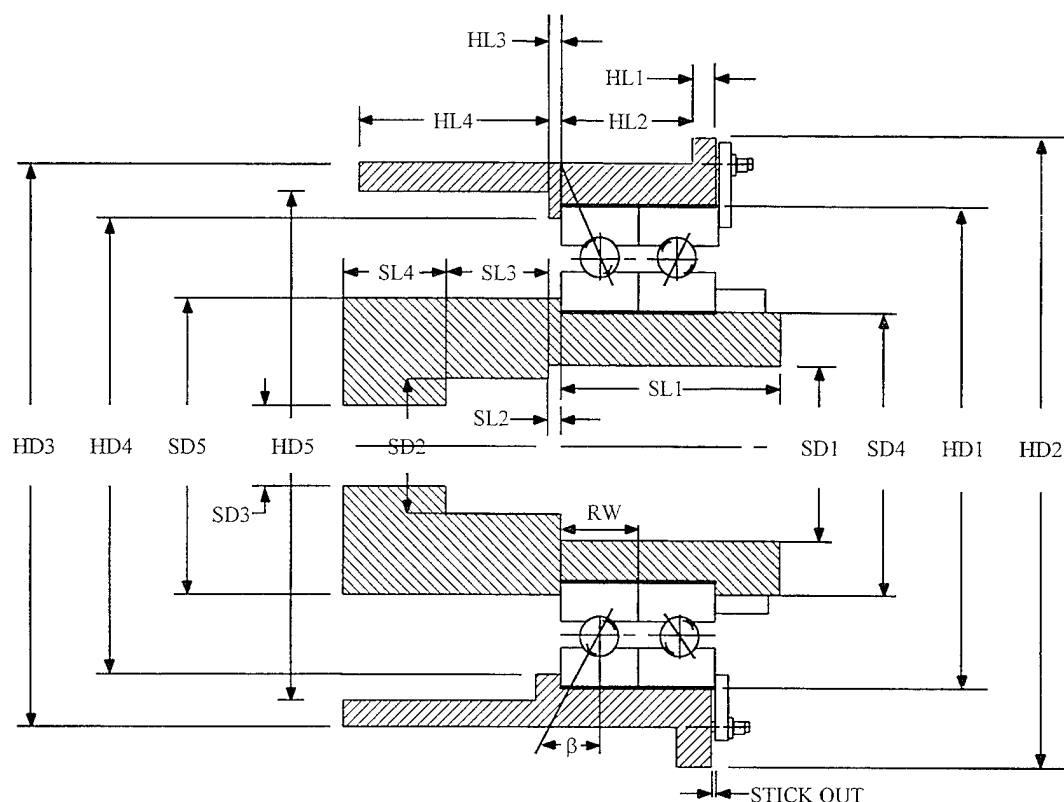 HL3
HL1
HL4
HL2
SL4
SL3
SL1
SL2
HD3
HD4
SD5
HD5
SD2
SD1
SD4
HD1
HD2
SD3
RW
β
STICK OUT